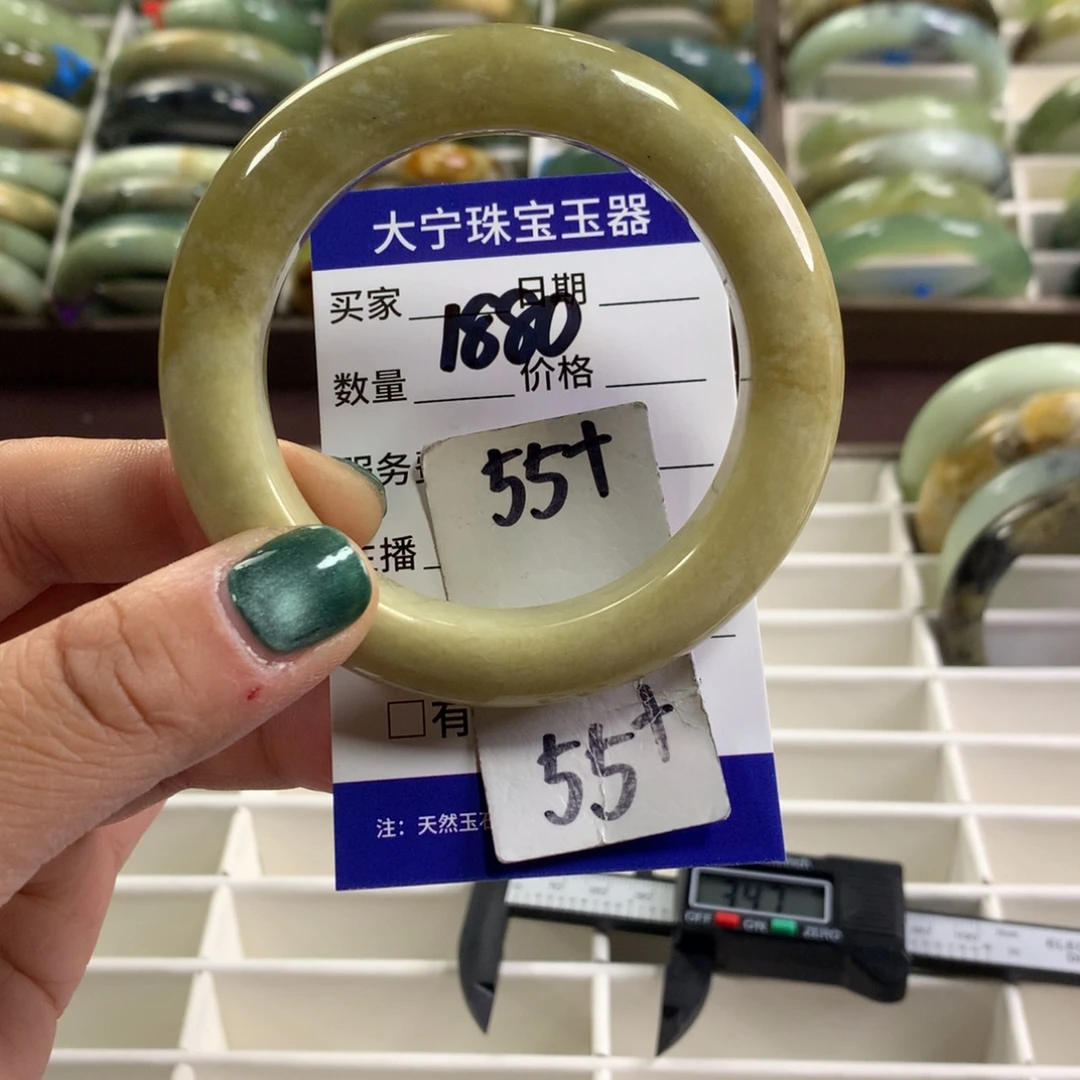 大宁珠宝玉器
买家 日期
1880
数量 价格
服务
55+
主播
有
55+
注：天然玉石
347
OFF ON ZERO